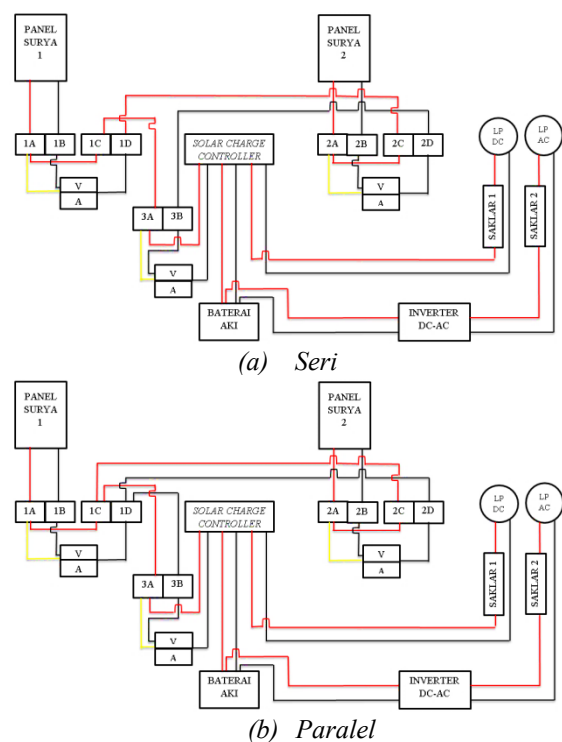 PANEL
SURYA
1
PANEL
SURYA
2
1A 1B 1C 1D
SOLAR CHARGE
CONTROLLER
2A 2B 2C 2D
LP
DC
LP
AC
V
A
V
A
SAKLAR 1
SAKLAR 2
3A 3B
V
A
BATERAI
AKI
INVERTER
DC-AC
(a) Seri
PANEL
SURYA
1
PANEL
SURYA
2
1A 1B 1C 1D
SOLAR CHARGE
CONTROLLER
2A 2B 2C 2D
LP
DC
LP
AC
V
A
V
A
SAKLAR 1
SAKLAR 2
3A 3B
V
A
BATERAI
AKI
INVERTER
DC-AC
(b) Paralel